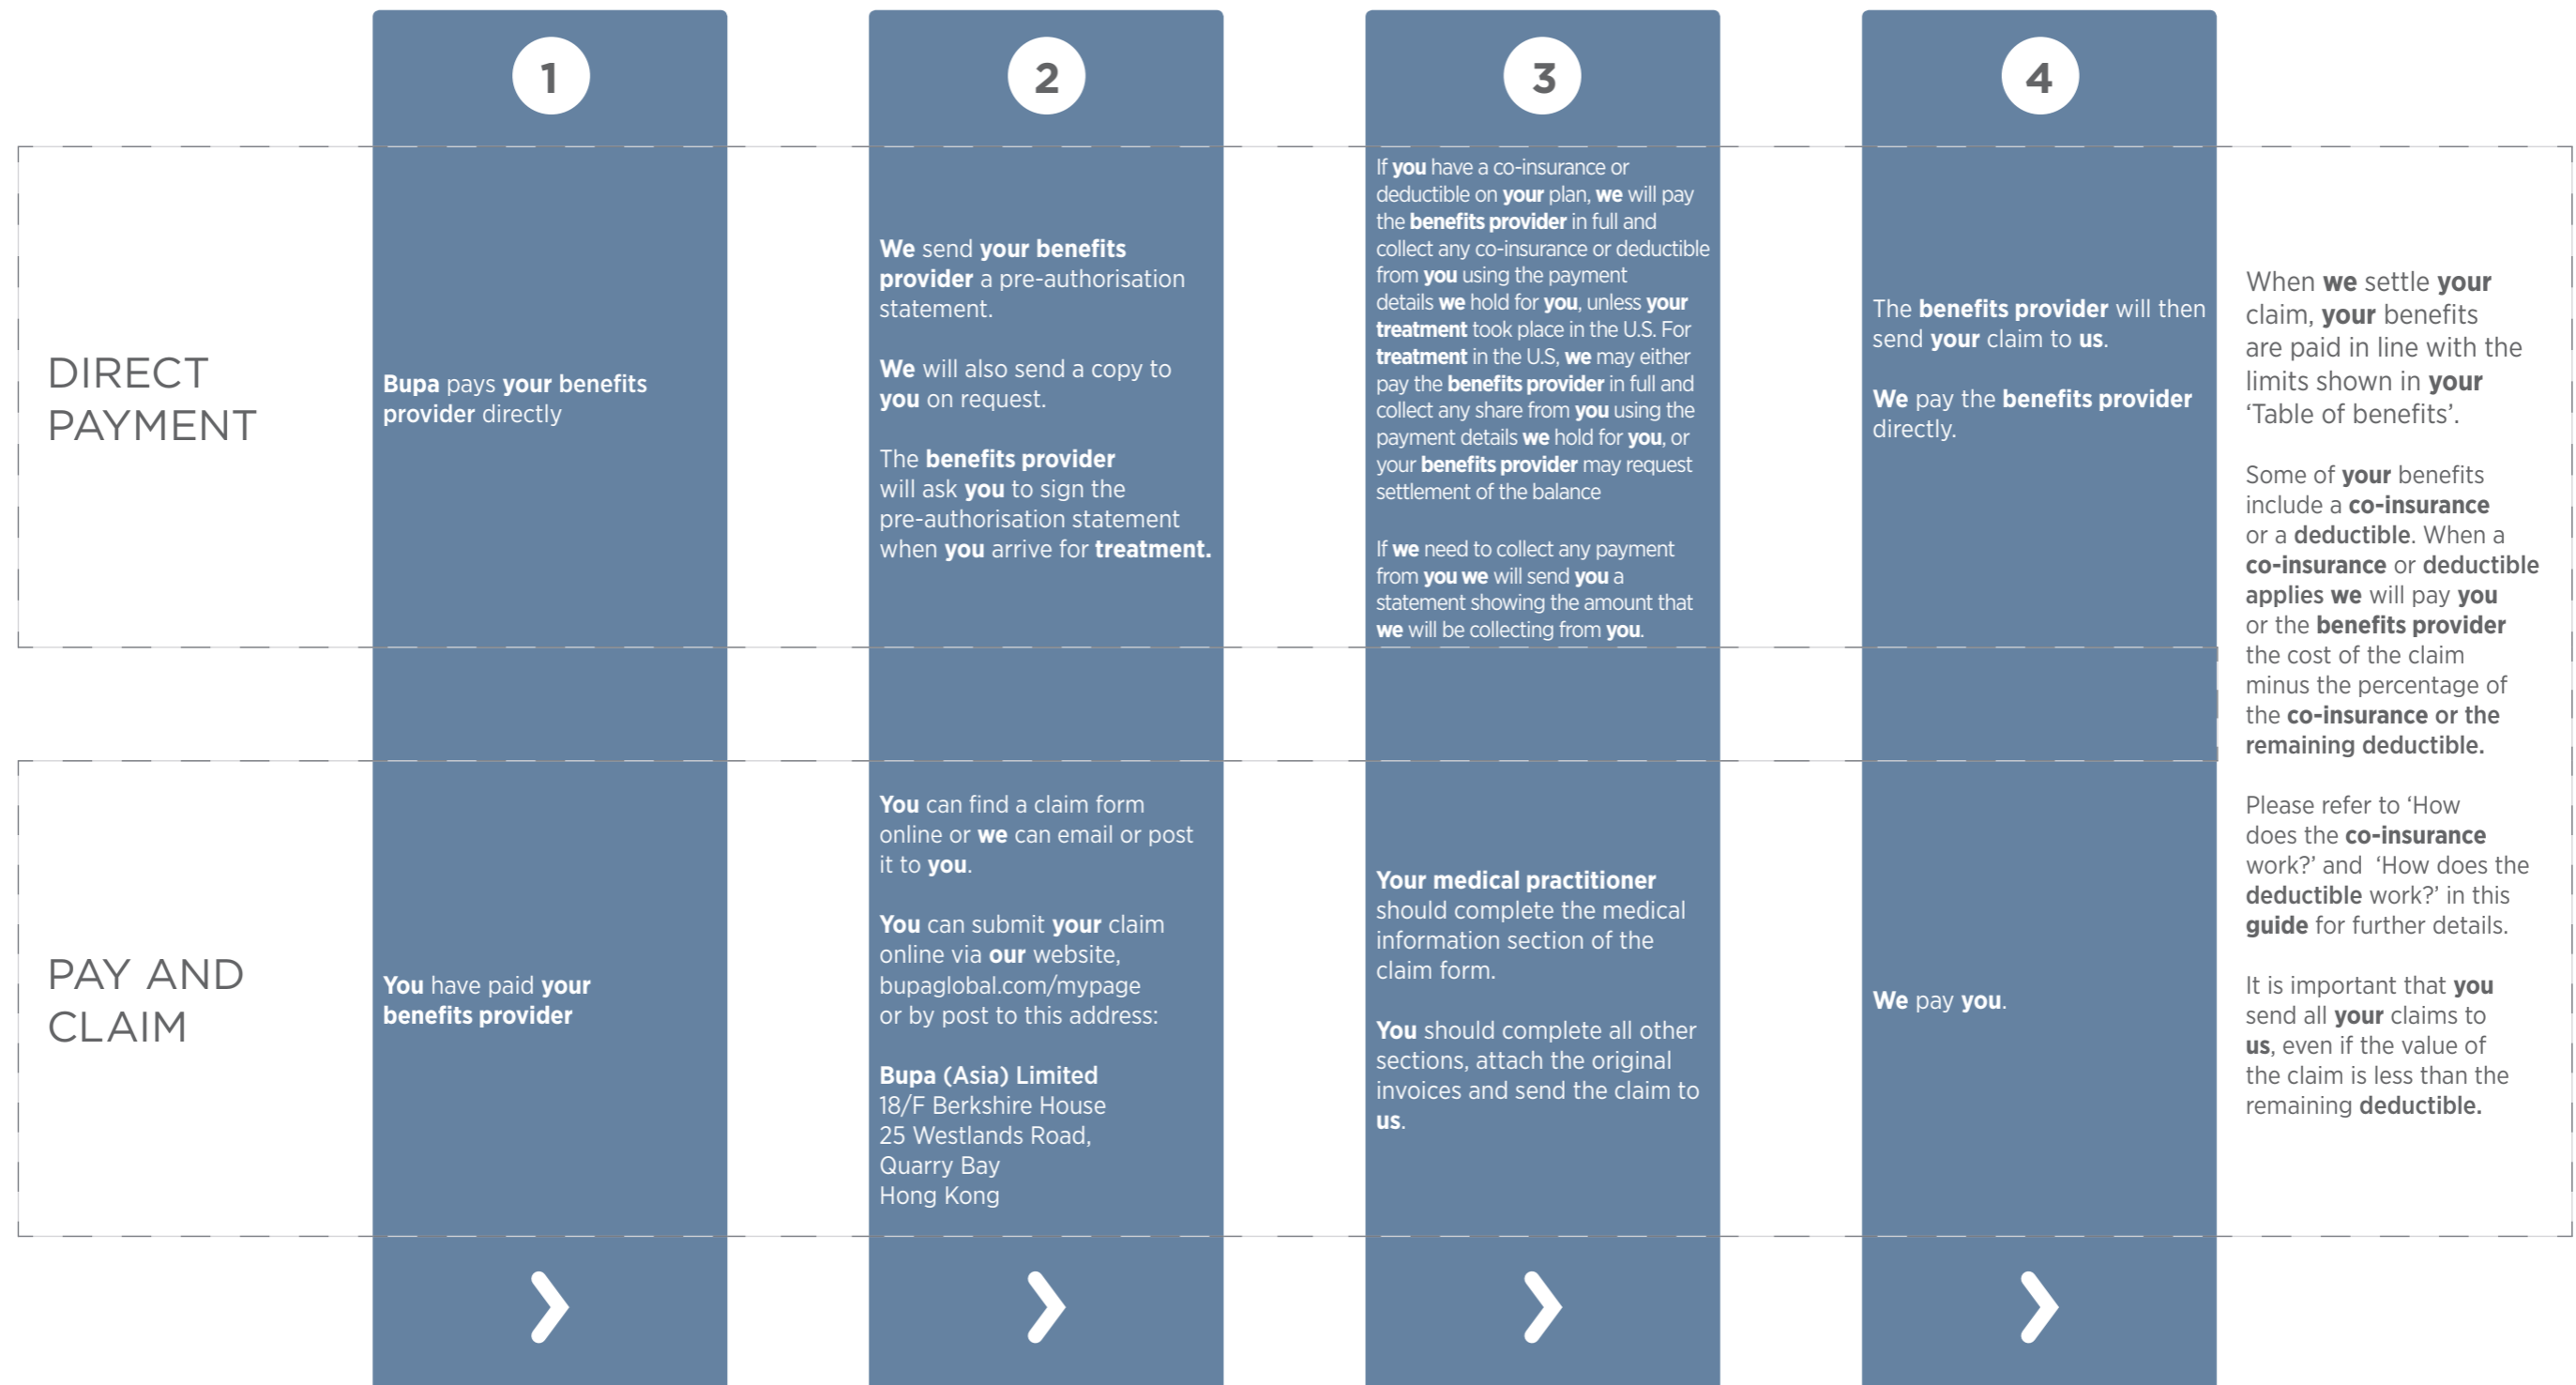 1
2
3
4
DIRECT
PAYMENT
Bupa pays your benefits
provider directly
We send your benefits
provider a pre-authorisation
statement.
We will also send a copy to
you on request.
The benefits provider
will ask you to sign the
pre-authorisation statement
when you arrive for treatment.
If you have a co-insurance or
deductible on your plan, we will pay
the benefits provider in full and
collect any co-insurance or deductible
from you using the payment
details we hold for you, unless your
treatment took place in the U.S. For
treatment in the U.S, we may either
pay the benefits provider in full and
collect any share from you using the
payment details we hold for you, or
your benefits provider may request
settlement of the balance
If we need to collect any payment
from you we will send you a
statement showing the amount that
we will be collecting from you.
The benefits provider will then
send your claim to us.
We pay the benefits provider
directly.
PAY AND
CLAIM
You have paid your
benefits provider
You can find a claim form
online or we can email or post
it to you.
You can submit your claim
online via our website,
bupaglobal.com/mypage
or by post to this address:
Bupa (Asia) Limited
18/F Berkshire House
25 Westlands Road,
Quarry Bay
Hong Kong
Your medical practitioner
should complete the medical
information section of the
claim form.
You should complete all other
sections, attach the original
invoices and send the claim to
us.
We pay you.
When we settle your
claim, your benefits
are paid in line with the
limits shown in your
‘Table of benefits’.
Some of your benefits
include a co-insurance
or a deductible. When a
co-insurance or deductible
applies we will pay you
or the benefits provider
the cost of the claim
minus the percentage of
the co-insurance or the
remaining deductible.
Please refer to ‘How
does the co-insurance
work?’ and ‘How does the
deductible work?’ in this
guide for further details.
It is important that you
send all your claims to
us, even if the value of
the claim is less than the
remaining deductible.